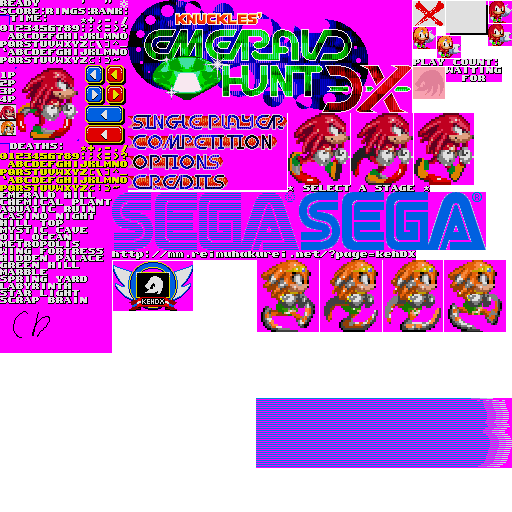 READY
SCORE:RINGS:RANK:
TIME:
0123456789
ABCDEFGHIJKLMNO
PQRSTUVWXYZ
ABCDEFGHIJKLMNO
PQRSTUVWXYZ
1P
2P
3P
4P
DEATHS:
0123456789
ABCDEFGHIJKLMNO
PQRSTUVWXYZ
ABCDEFGHIJKLMNO
PQRSTUVWXYZ
EMERALD HILL
CHEMICAL PLANT
AQUATIC RUIN
CASINO NIGHT
HILL TOP
MYSTIC CAVE
OIL OCEAN
METROPOLIS
WING FORTRESS
HIDDEN PALACE
GREEN HILL
MARBLE
SPRING YARD
LABYRINTH
STAR LIGHT
SCRAP BRAIN
KNUCKLES'
EMERALD
HUNT DX
SINGLE PLAYER
COMPETITION
OPTIONS
CREDITS
* SELECT A STAGE *
SEGA
SEGA
http://mm.reimuhakurei.net/?page=kehDX
KEHDX
PLAY COUNT:
WAITING
FOR